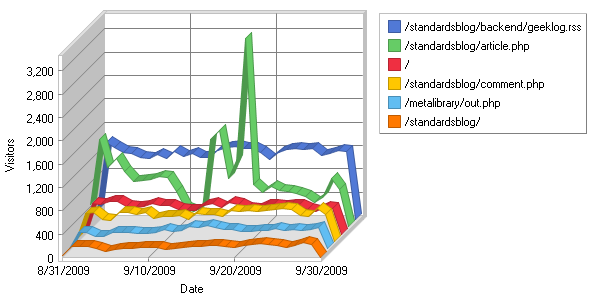 /standardsblog/backend/geeklog.rss
/standardsblog/article.php
/
/standardsblog/comment.php
/metalibrary/out.php
/standardsblog/
Visitors
3,200
2,800
2,400
2,000
1,600
1,200
800
400
0
8/31/2009 9/10/2009 9/20/2009 9/30/2009
Date